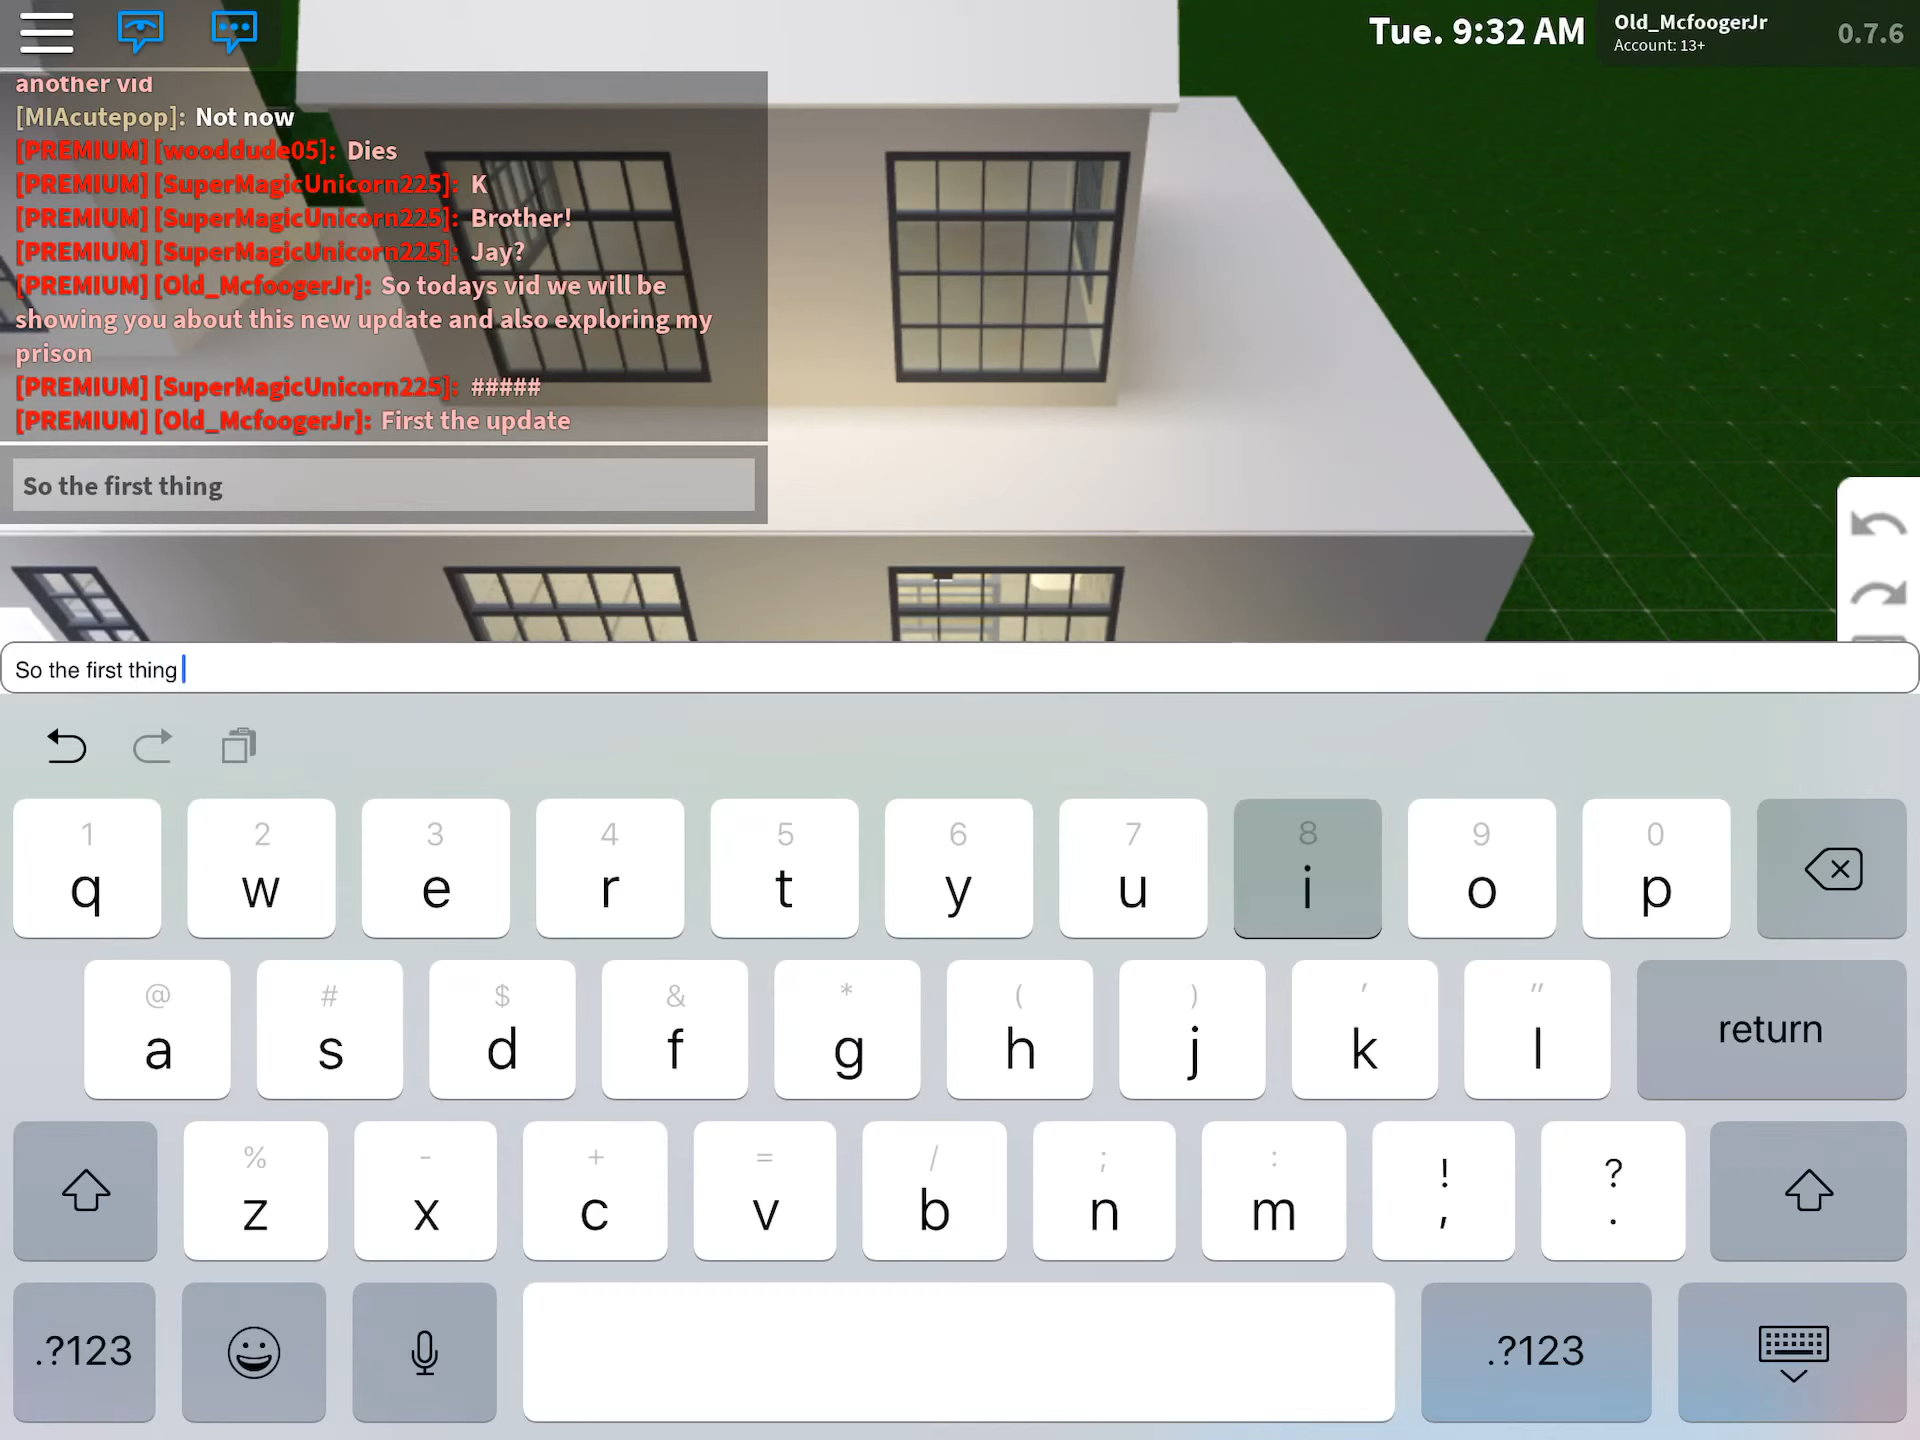 Tue. 9:32 AM
Old_McfoogerJr
Account: 13+
0.7.6
another vid
[MIAcutepop]: Not now
[PREMIUM] [wooddude05]: Dies
[PREMIUM] [SuperMagicUnicorn225]: K
[PREMIUM] [SuperMagicUnicorn225]: Brother!
[PREMIUM] [SuperMagicUnicorn225]: Jay?
[PREMIUM] [Old_McfoogerJr]: So todays vid we will be
showing you about this new update and also exploring my
prison
[PREMIUM] [SuperMagicUnicorn225]: #####
[PREMIUM] [Old_McfoogerJr]: First the update
So the first thing
So the first thing
1 2 3 4 5 6 7 8 9 0
q w e r t y u i o p
@ # $ & * ( ) ' "
a s d f g h j k l return
% - + = / ; : ! ?
z x c v b n m , .
.?123 .?123